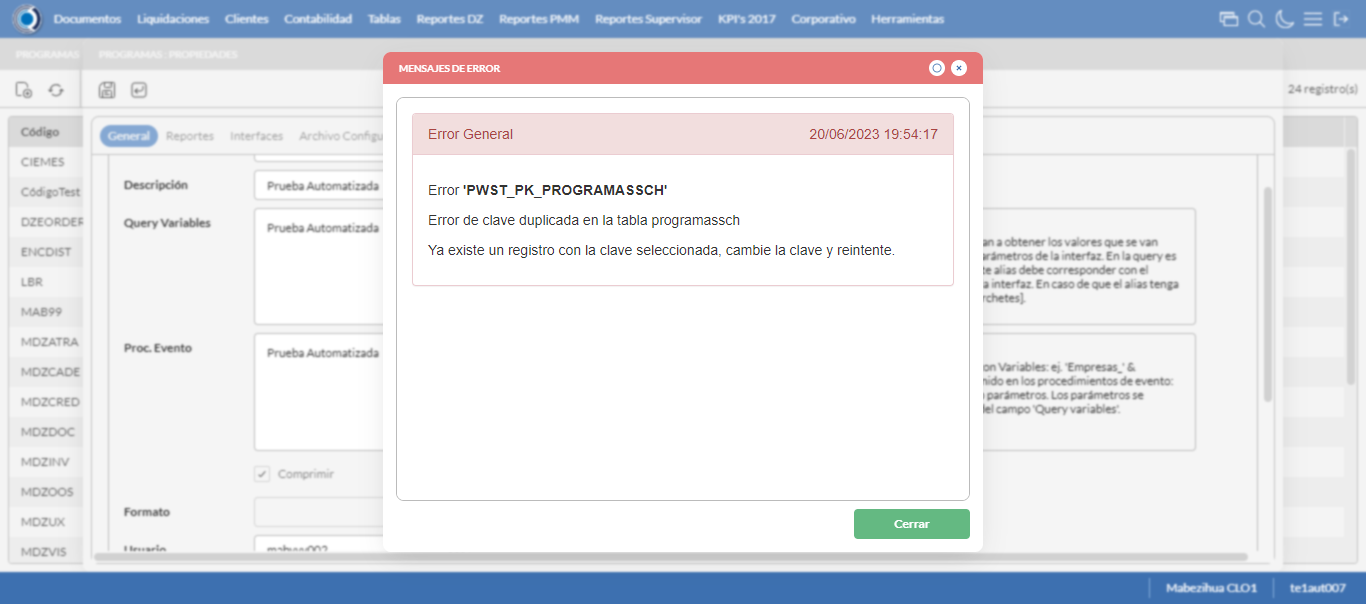 Documentos Liquidaciones Clientes Contabilidad Tablas Reportes DZ Reportes PMM Reportes Supervisor KPI's 2017 Corporativo Herramientas
PROGRAMAS PROGRAMAS : PROPIEDADES
24 registro(s)
MENSAJES DE ERROR
Error General 20/06/2023 19:54:17
Error 'PWST_PK_PROGRAMASSCH'
Error de clave duplicada en la tabla programassch
Ya existe un registro con la clave seleccionada, cambie la clave y reintente.
Cerrar
Código
CIEMES
CódigoTest
DZEORDER
ENCDIST
LBR
MAB99
MDZATRA
MDZCADE
MDZCRED
MDZDOC
MDZINV
MDZOOS
MDZUX
MDZVIS
General Reportes Interfaces Archivo Configu
Descripción Prueba Automatizada
Query Variables Prueba Automatizada
an a obtener los valores que se van
arámetros de la interfaz. En la query es
te alias debe corresponder con el
a interfaz. En caso de que el alias tenga
rchetes].
Proc. Evento Prueba Automatizada
on Variables: ej. 'Empresas_' &
nido en los procedimientos de evento:
o parámetros. Los parámetros se
del campo 'Query variables'.
Comprimir
Formato
Usuario mabyyy002
Mabezihua CLO1 te1aut007